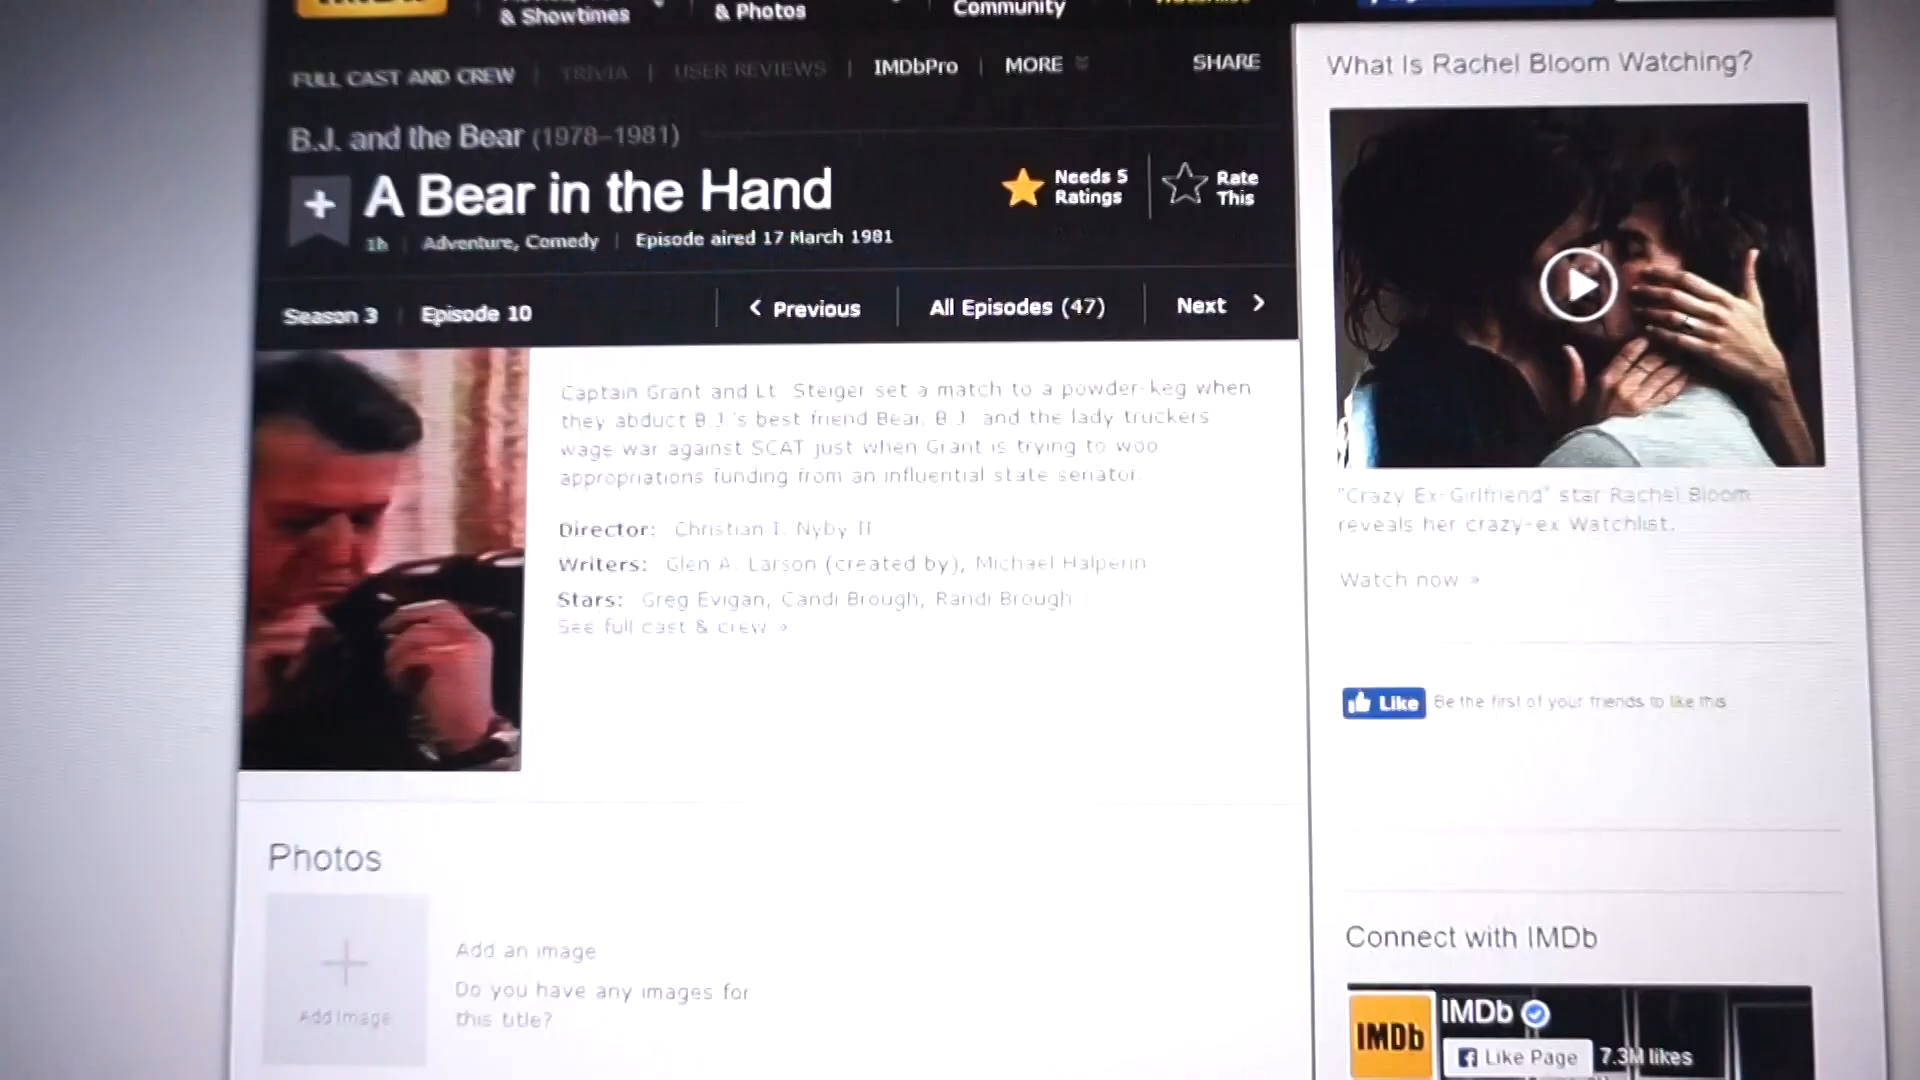 & Showtimes
& Photos
Community
FULL CAST AND CREW | TRIVIA | USER REVIEWS | IMDbPro | MORE
SHARE
B.J. and the Bear (1978–1981)
+ A Bear in the Hand
1h | Adventure, Comedy | Episode aired 17 March 1981
Needs 5
Ratings
Rate
This
Season 3 | Episode 10
Previous
All Episodes (47)
Next
Captain Grant and Lt. Steiger set a match to a powder-keg when
they abduct B.J.'s best friend Bear. B.J. and the lady truckers
wage war against SCAT just when Grant is trying to woo
appropriations funding from an influential state senator.
Director: Christian I. Nyby II
Writers: Glen A. Larson (created by), Michael Halperin
Stars: Greg Evigan, Candi Brough, Randi Brough
See full cast & crew »
Photos
Add Image
Add an image
Do you have any images for
this title?
What Is Rachel Bloom Watching?
"Crazy Ex-Girlfriend" star Rachel Bloom
reveals her crazy-ex Watchlist.
Watch now »
Like Be the first of your friends to like this
Connect with IMDb
IMDb
IMDb
Like Page
7.3M likes